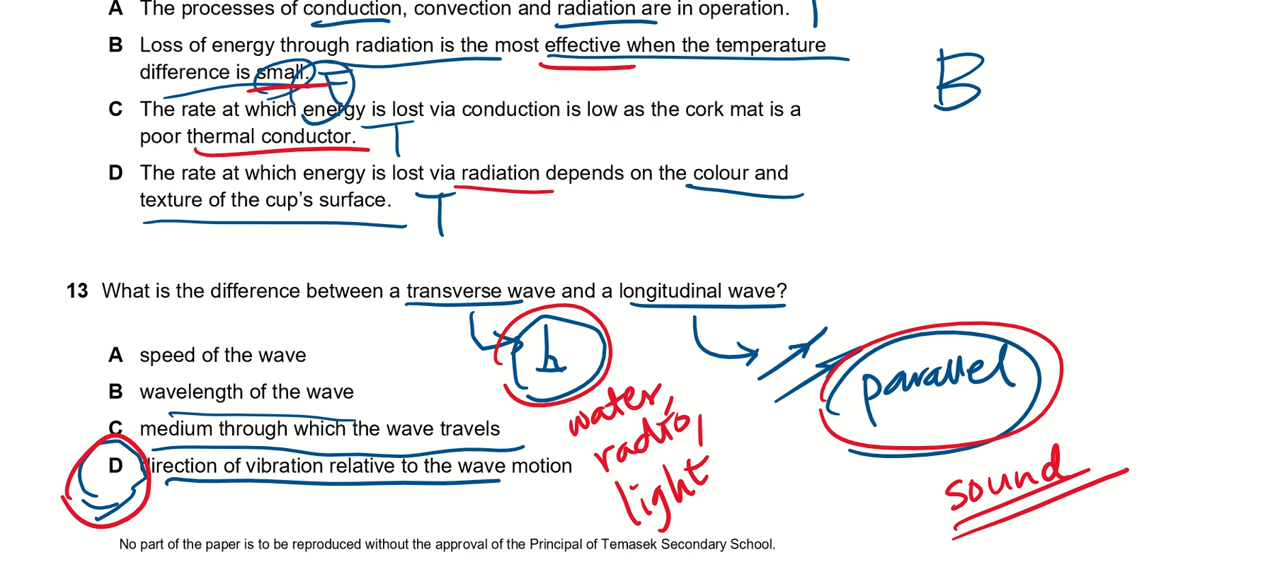 A The processes of conduction, convection and radiation are in operation.
B Loss of energy through radiation is the most effective when the temperature
difference is small.
F
B
C The rate at which energy is lost via conduction is low as the cork mat is a
poor thermal conductor.
T
D The rate at which energy is lost via radiation depends on the colour and
texture of the cup's surface.
T
13 What is the difference between a transverse wave and a longitudinal wave?
parallel
A speed of the wave
B wavelength of the wave
C medium through which the wave travels
D direction of vibration relative to the wave motion
water,
radio,
light
sound
No part of the paper is to be reproduced without the approval of the Principal of Temasek Secondary School.